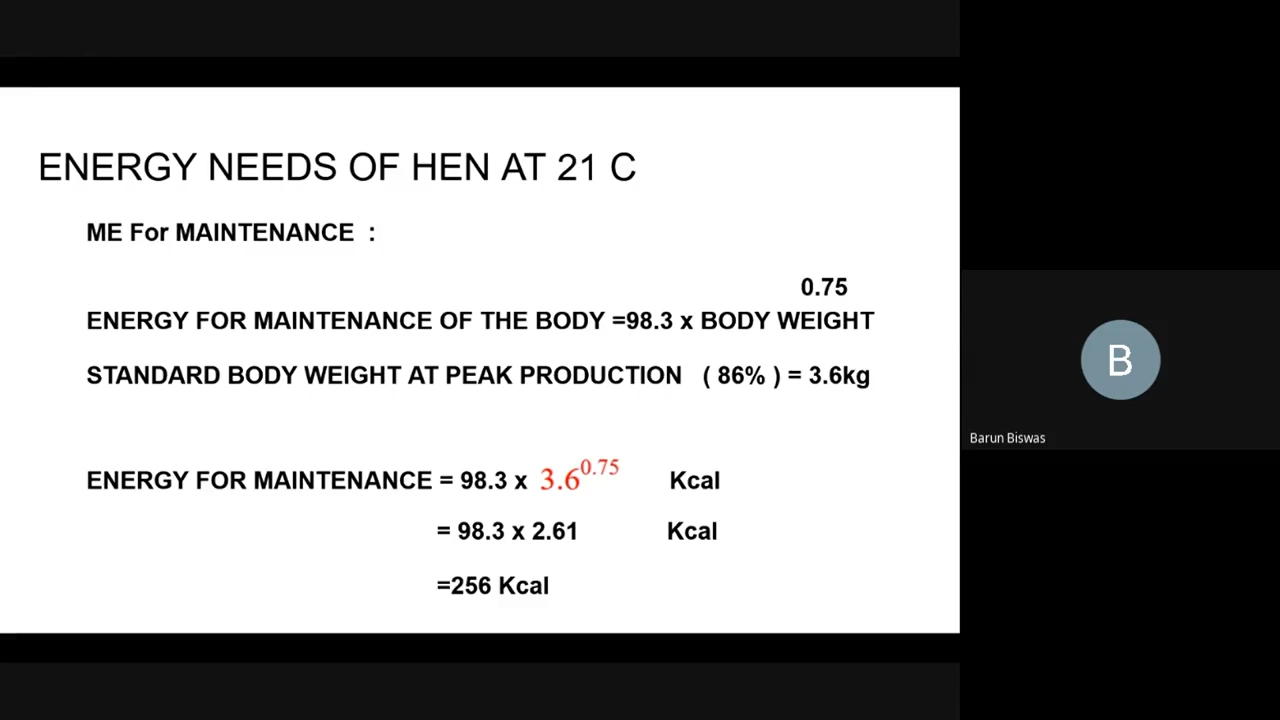 ENERGY NEEDS OF HEN AT 21 C
ME For MAINTENANCE :
0.75
ENERGY FOR MAINTENANCE OF THE BODY =98.3 x BODY WEIGHT
STANDARD BODY WEIGHT AT PEAK PRODUCTION ( 86% ) = 3.6kg
ENERGY FOR MAINTENANCE = 98.3 x 3.6^0.75 Kcal
= 98.3 x 2.61 Kcal
=256 Kcal
B
Barun Biswas